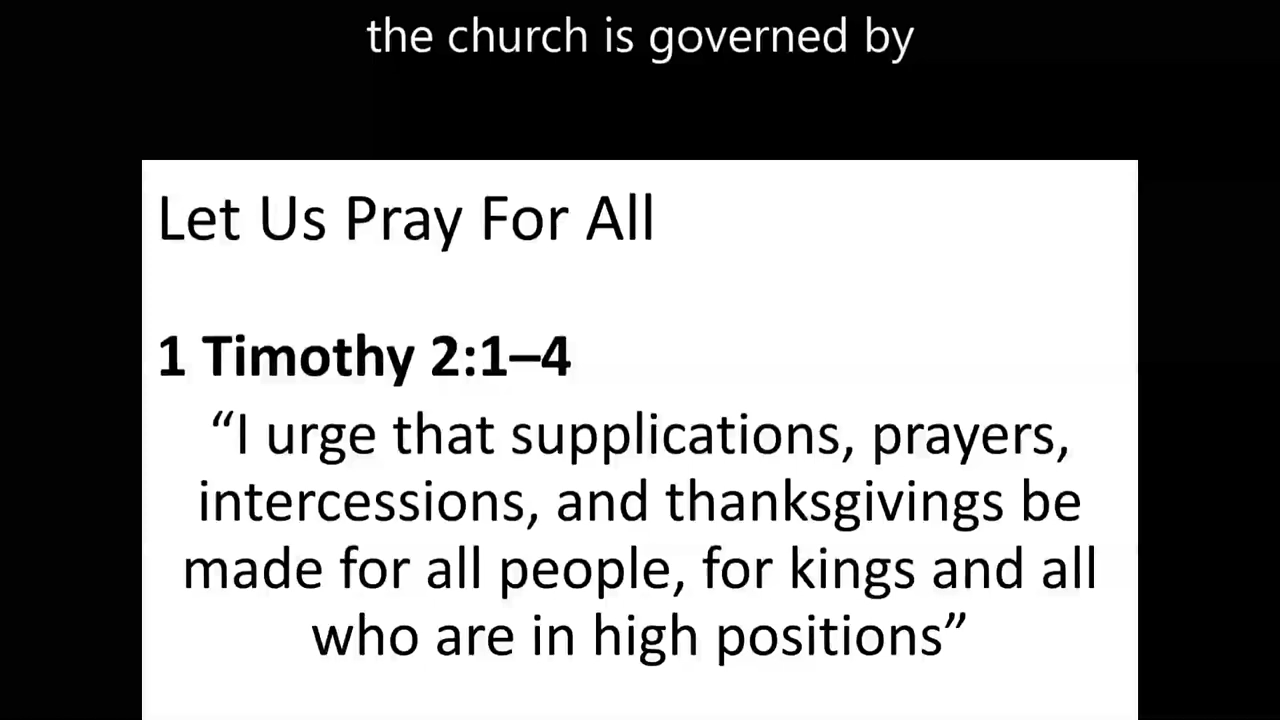 the church is governed by
Let Us Pray For All
1 Timothy 2:1–4
“I urge that supplications, prayers,
intercessions, and thanksgivings be
made for all people, for kings and all
who are in high positions”